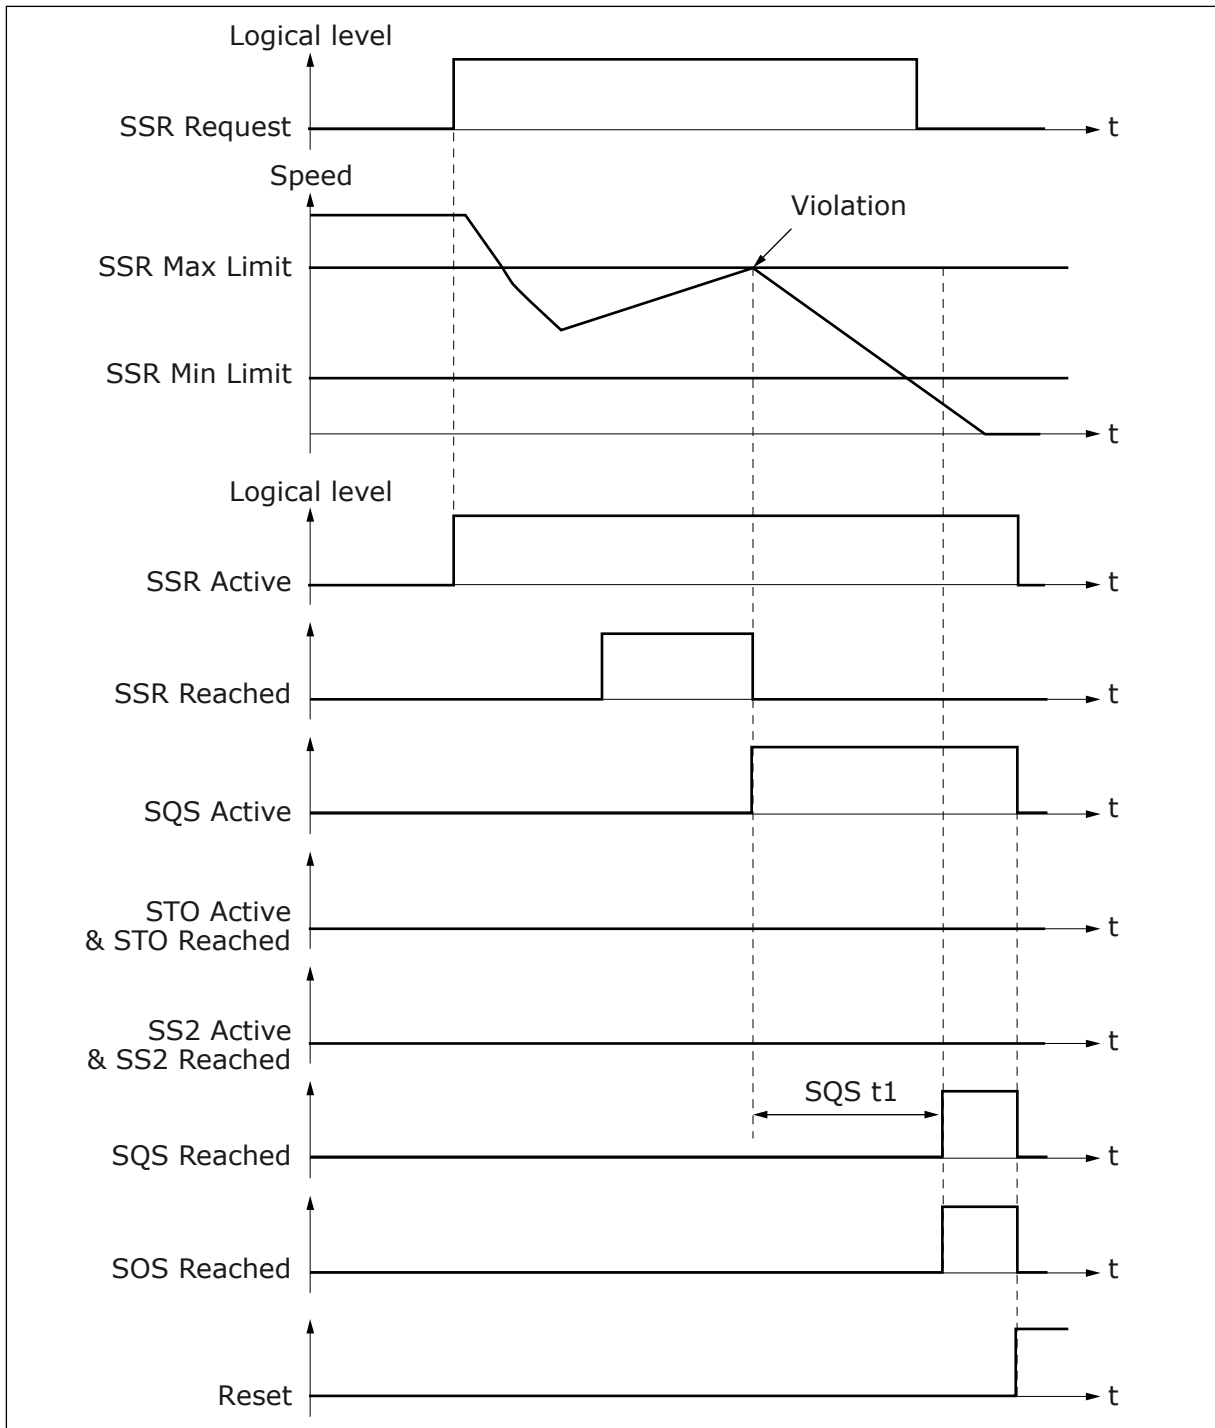 Logical level
SSR Request
t
Speed
Violation
SSR Max Limit
SSR Min Limit
t
Logical level
SSR Active
t
SSR Reached
t
SQS Active
t
STO Active
& STO Reached
t
SS2 Active
& SS2 Reached
t
SQS t1
SQS Reached
t
SOS Reached
t
Reset
t